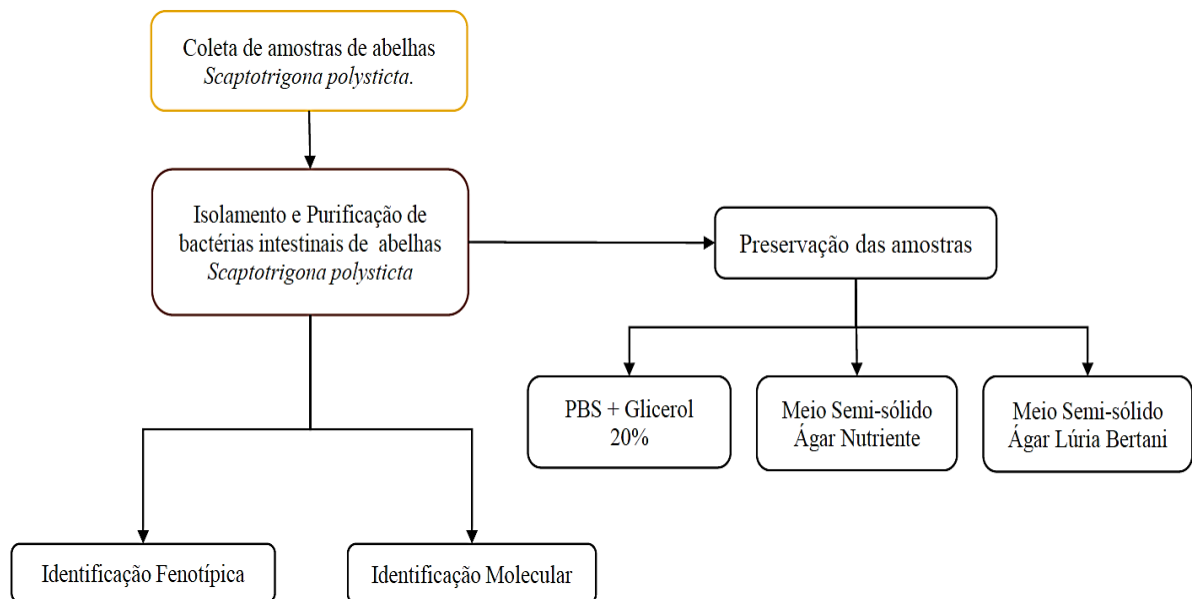 Coleta de amostras de abelhas
Scaptotrigona polysticta.
Isolamento e Purificação de
bactérias intestinais de abelhas
Scaptotrigona polysticta
Preservação das amostras
PBS + Glicerol
20%
Meio Semi-sólido
Ágar Nutriente
Meio Semi-sólido
Ágar Lúria Bertani
Identificação Fenotípica
Identificação Molecular